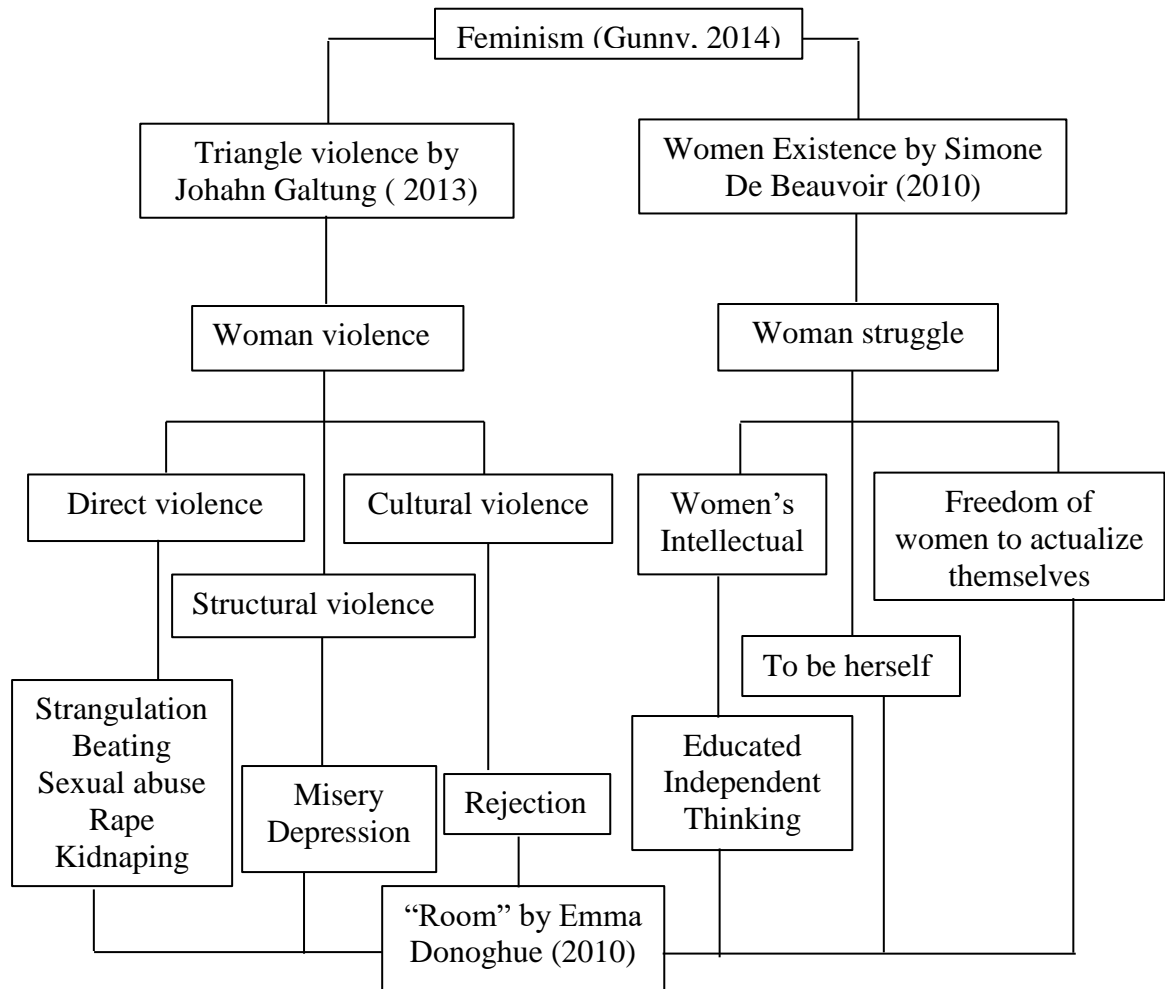 Feminism (Gunny, 2014)
Triangle violence by
Johahn Galtung ( 2013)
Women Existence by Simone
De Beauvoir (2010)
Woman violence
Woman struggle
Direct violence
Cultural violence
Women’s
Intellectual
Freedom of
women to actualize
themselves
Structural violence
To be herself
Strangulation
Beating
Sexual abuse
Rape
Kidnaping
Misery
Depression
Rejection
Educated
Independent
Thinking
“Room” by Emma
Donoghue (2010)